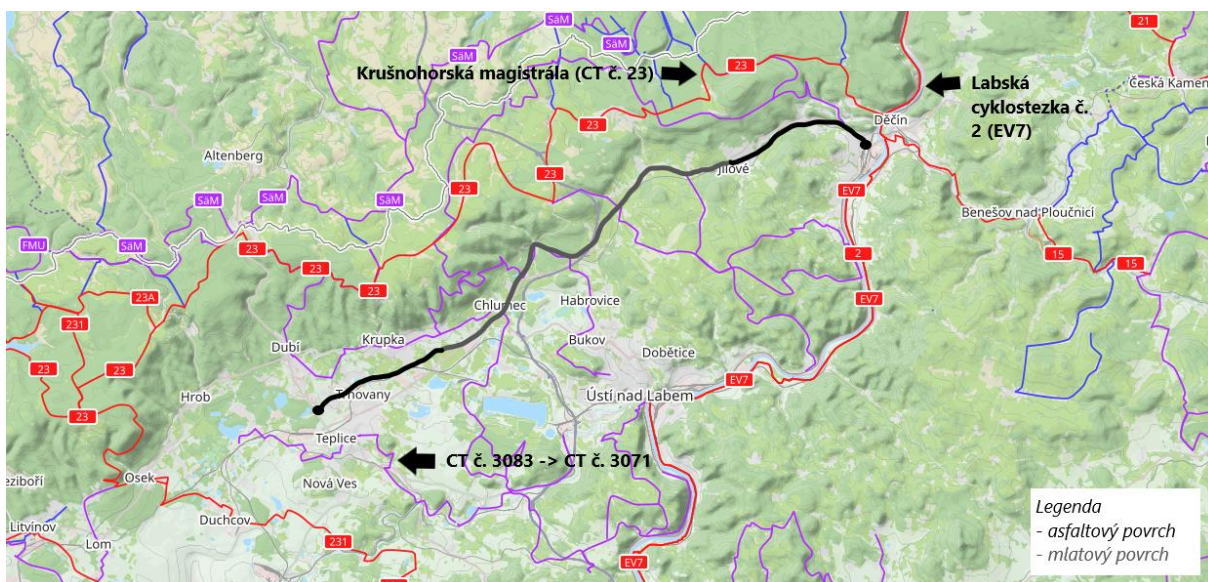 SäM
SäM
SäM
21
Krušnohorská magistrála (CT č. 23)
23
Labská
cyklostezka č.
2 (EV7)
Česká Kamen
23
Děčín
Altenberg
23
23
Jílové
SäM
SäM
EV7
SäM
Benešov nad Ploučnicí
FMU
SäM
23
23
2
15
15
23A
23
EV7
231
Chlumec
Habrovice
Dubí
Krupka
Bukov
Dobětice
23
23
EV7
Hrob
Trnovany
Ústí nad Labem
23
Teplice
CT č. 3083 -> CT č. 3071
Osek
Nová Ves
eziboří
Duchcov
Litvínov
Lom
231
EV7
23
Legenda
- asfaltový povrch
- mlatový povrch